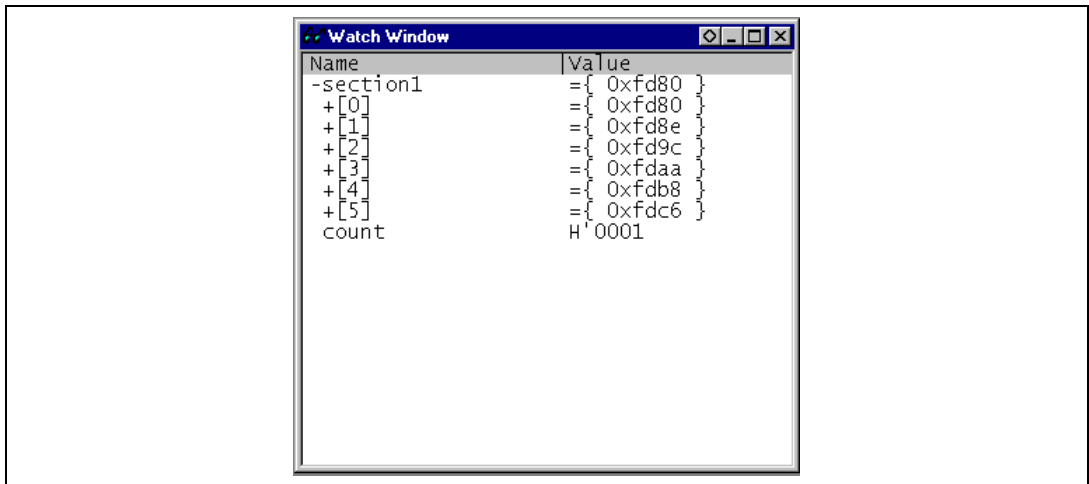 Watch Window
Name Value
-section1 ={ 0xfd80 }
+[0] ={ 0xfd80 }
+[1] ={ 0xfd8e }
+[2] ={ 0xfd9c }
+[3] ={ 0xfdaa }
+[4] ={ 0xfdb8 }
+[5] ={ 0xfdc6 }
count H'0001